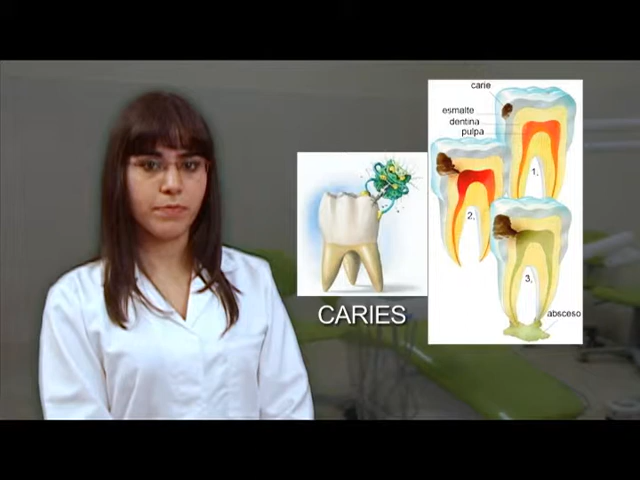 carie
esmalte
dentina
pulpa
1.
2.
3.
absceso
CARIES